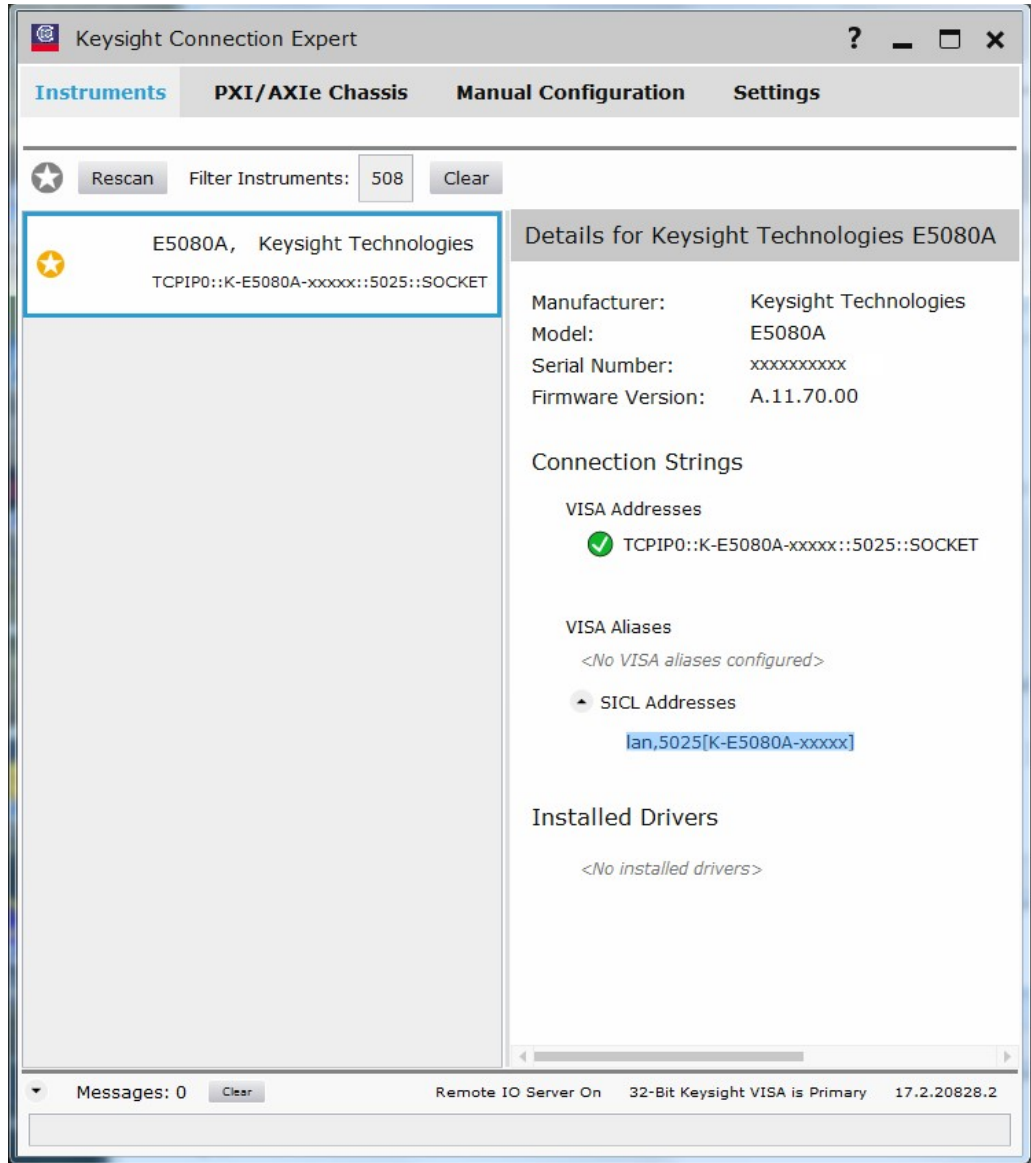 Keysight Connection Expert
Instruments PXI/AXIe Chassis Manual Configuration Settings
Rescan Filter Instruments: 508 Clear
E5080A, Keysight Technologies
TCPIP0::K-E5080A-xxxxx::5025::SOCKET
Details for Keysight Technologies E5080A
Manufacturer: Keysight Technologies
Model: E5080A
Serial Number: xxxxxxxxxx
Firmware Version: A.11.70.00
Connection Strings
VISA Addresses
TCPIP0::K-E5080A-xxxxx::5025::SOCKET
VISA Aliases
<No VISA aliases configured>
SICL Addresses
lan,5025[K-E5080A-xxxxx]
Installed Drivers
<No installed drivers>
Messages: 0 Clear Remote IO Server On 32-Bit Keysight VISA is Primary 17.2.20828.2